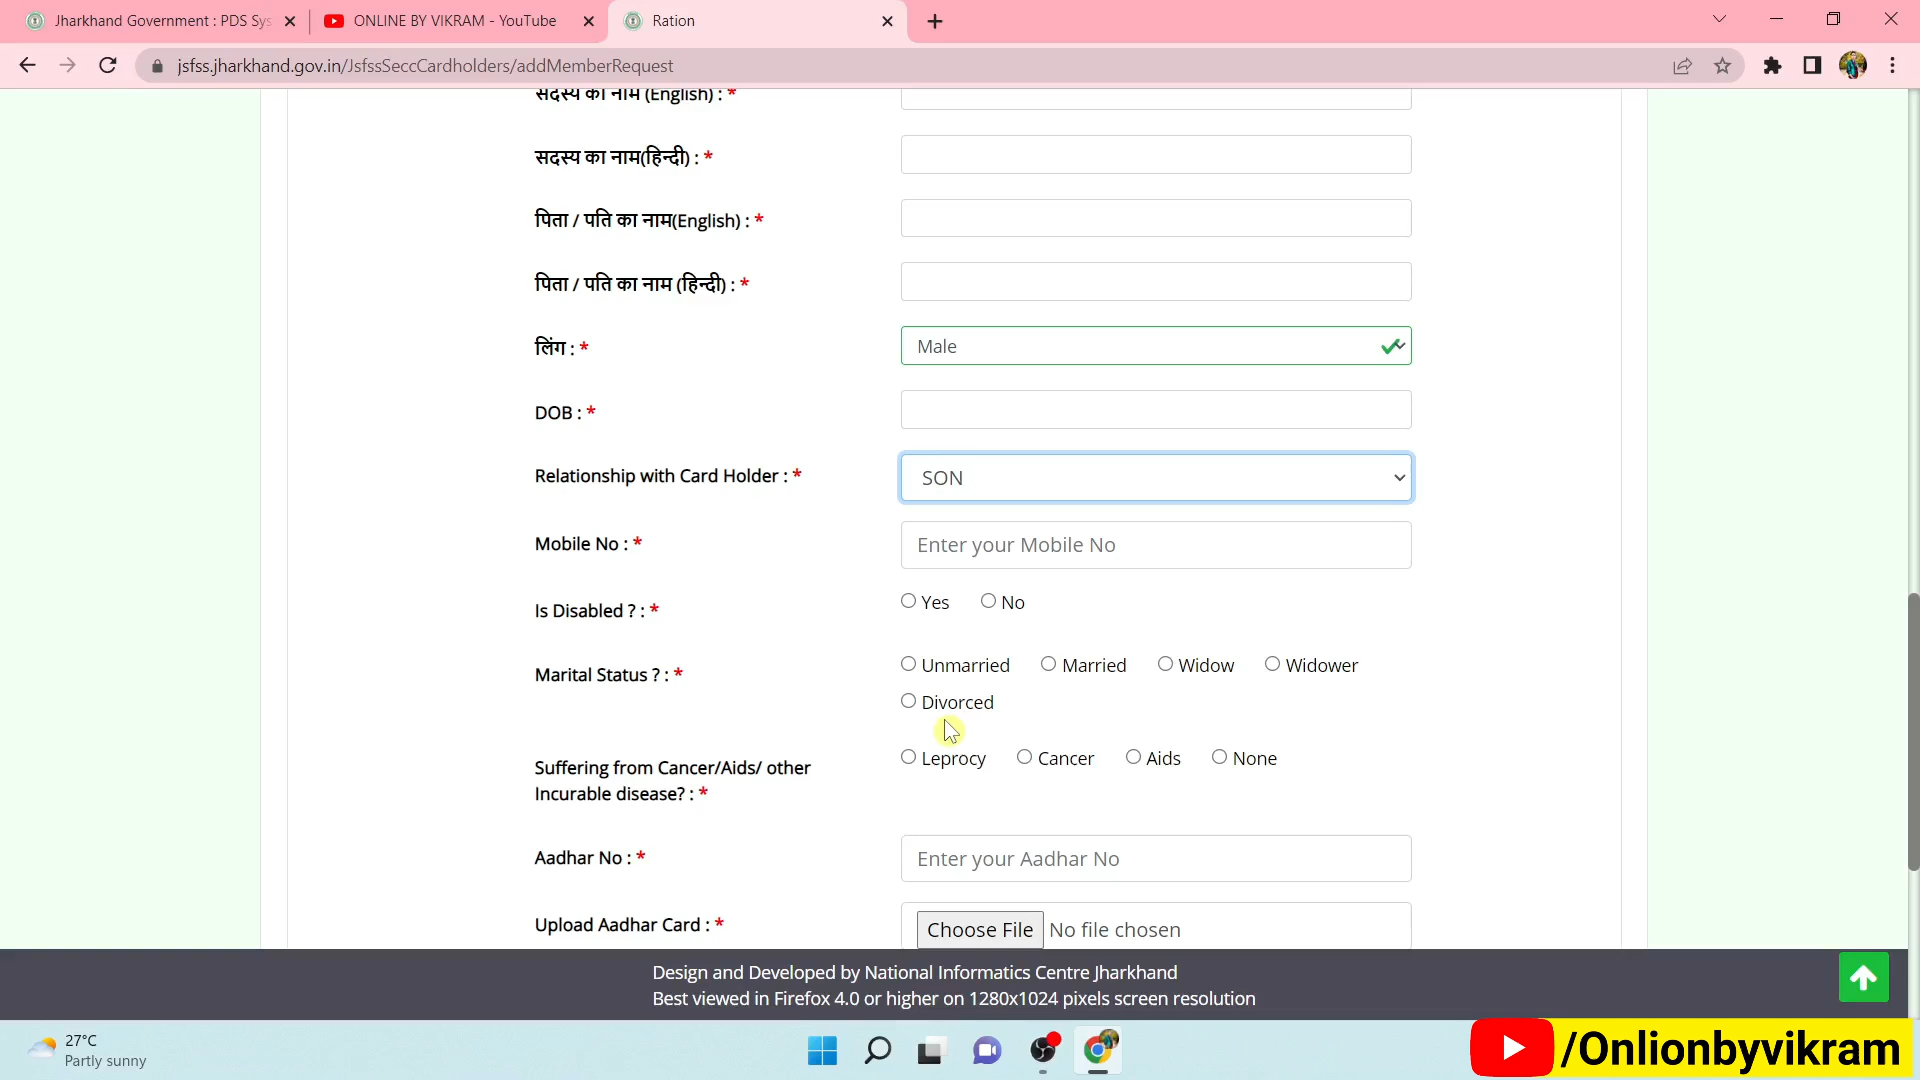 Jharkhand Government : PDS Sys
ONLINE BY VIKRAM - YouTube
Ration
jsfss.jharkhand.gov.in/JsfssSeccCardholders/addMemberRequest
सदस्य का नाम (English) : *
सदस्य का नाम(हिन्दी) : *
पिता / पति का नाम(English) : *
पिता / पति का नाम (हिन्दी) : *
लिंग : * Male
DOB : *
Relationship with Card Holder : * SON
Mobile No : * Enter your Mobile No
Is Disabled ? : * Yes No
Marital Status ? : * Unmarried Married Widow Widower
Divorced
Suffering from Cancer/Aids/ other
Incurable disease? : * Leprocy Cancer Aids None
Aadhar No : * Enter your Aadhar No
Upload Aadhar Card : * Choose File No file chosen
Design and Developed by National Informatics Centre Jharkhand
Best viewed in Firefox 4.0 or higher on 1280x1024 pixels screen resolution
27°C
Partly sunny
/Onlionbyvikram